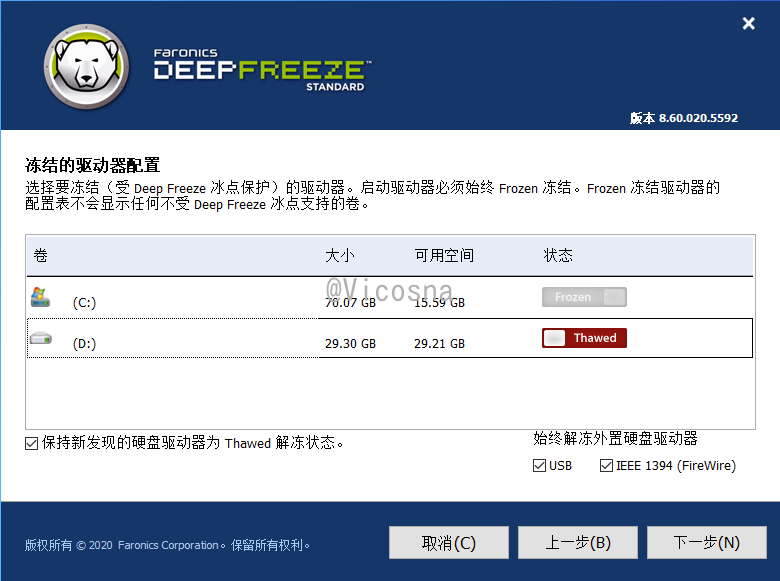 FARONICS
DEEPFREEZE™
STANDARD
版本 8.60.020.5592
冻结的驱动器配置
选择要冻结（受 Deep Freeze 冰点保护）的驱动器。启动驱动器必须始终 Frozen 冻结。Frozen 冻结驱动器的
配置表不会显示任何不受 Deep Freeze 冰点支持的卷。
卷 大小 可用空间 状态
@Vicosna
(C:) 70.07 GB 15.59 GB Frozen
(D:) 29.30 GB 29.21 GB Thawed
保持新发现的硬盘驱动器为 Thawed 解冻状态。
始终解冻外置硬盘驱动器
USB IEEE 1394 (FireWire)
版权所有 © 2020 Faronics Corporation。保留所有权利。
取消(C) 上一步(B) 下一步(N)